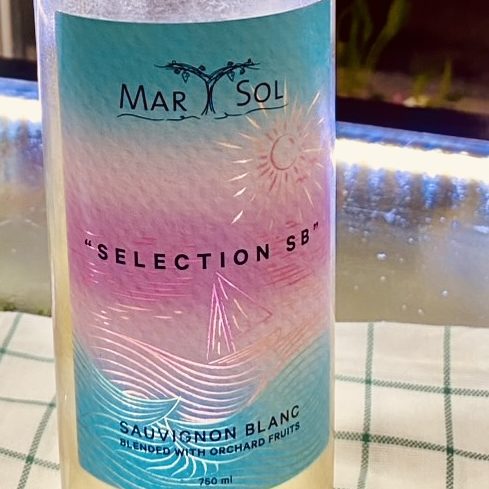 MAR Y SOL
"SELECTION SB"
SAUVIGNON BLANC
BLENDED WITH ORCHARD FRUITS
750 ml